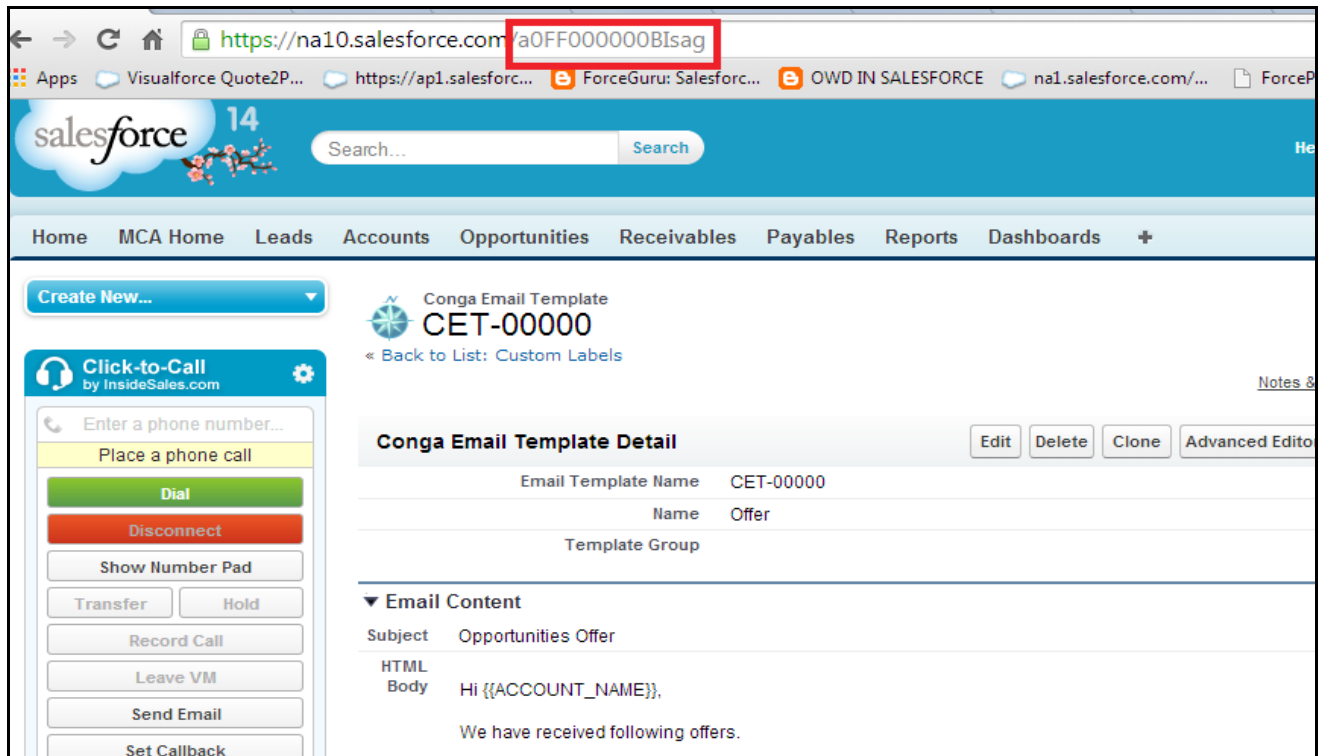 https://na10.salesforce.com/a0FF000000BIsag
Apps Visualforce Quote2P... https://ap1.salesforc... ForceGuru: Salesforc... OWD IN SALESFORCE na1.salesforce.com/... ForceP
salesforce 14
Search... Search He
Home MCA Home Leads Accounts Opportunities Receivables Payables Reports Dashboards +
Create New...
Conga Email Template
CET-00000
« Back to List: Custom Labels
Click-to-Call
by InsideSales.com
Notes &
Enter a phone number...
Place a phone call
Dial
Disconnect
Show Number Pad
Transfer Hold
Record Call
Leave VM
Send Email
Set Callback
Conga Email Template Detail Edit Delete Clone Advanced Editor
Email Template Name CET-00000
Name Offer
Template Group
Email Content
Subject Opportunities Offer
HTML
Body Hi {{ACCOUNT_NAME}},
We have received following offers.